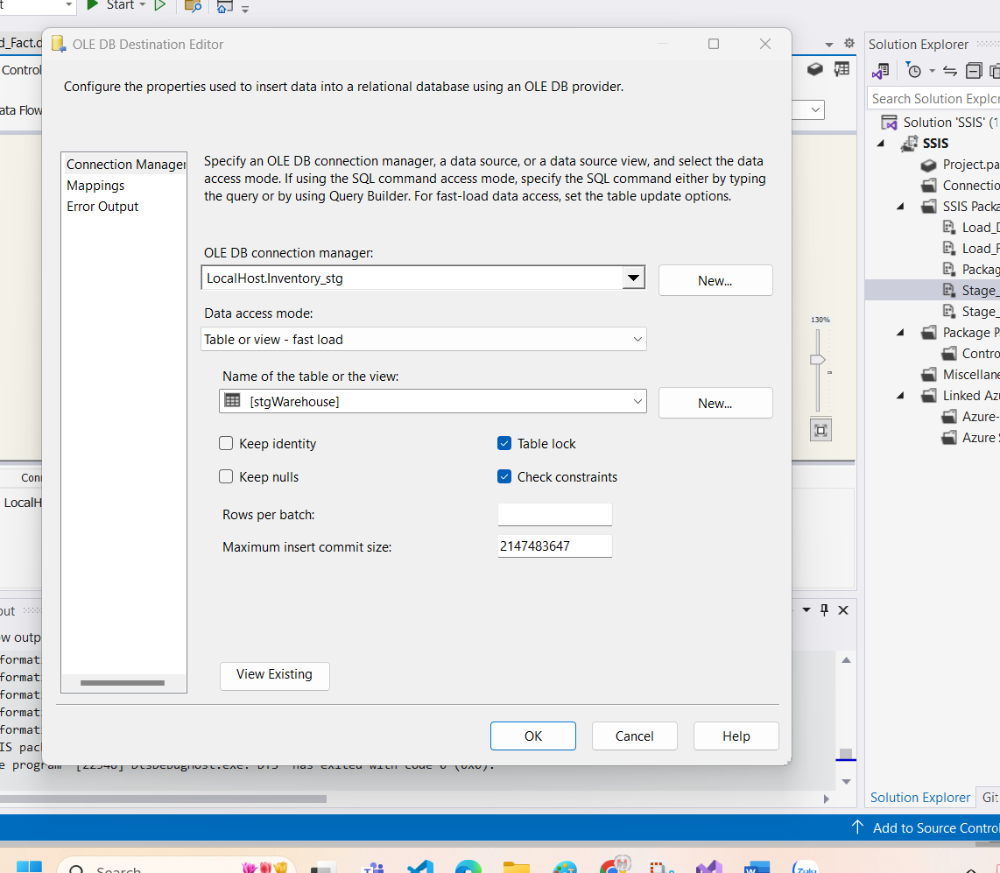 Start
d_Fact.d
OLE DB Destination Editor
Solution Explorer
Control
Configure the properties used to insert data into a relational database using an OLE DB provider.
Search Solution Explor
ata Flow
Solution 'SSIS' (1
SSIS
Connection Manager
Mappings
Error Output
Specify an OLE DB connection manager, a data source, or a data source view, and select the data
access mode. If using the SQL command access mode, specify the SQL command either by typing
the query or by using Query Builder. For fast-load data access, set the table update options.
Project.pa
Connectio
SSIS Packa
Load_D
Load_F
Packag
Stage_
Stage_
Package P
Contro
Miscellane
Linked Azu
Azure-
Azure S
OLE DB connection manager:
LocalHost.Inventory_stg
New...
Data access mode:
Table or view - fast load
130%
Name of the table or the view:
[stgWarehouse]
New...
Keep identity
Table lock
Keep nulls
Check constraints
Conn
LocalH
Rows per batch:
Maximum insert commit size:
2147483647
put
ow outp
formati
formati
formati
formati
formati
IS pack
View Existing
OK
Cancel
Help
e program '[22948] DtsDebugHost.exe: DTS' has exited with code 0 (0x0).
Solution Explorer
Git
Add to Source Control
Search
Zalo